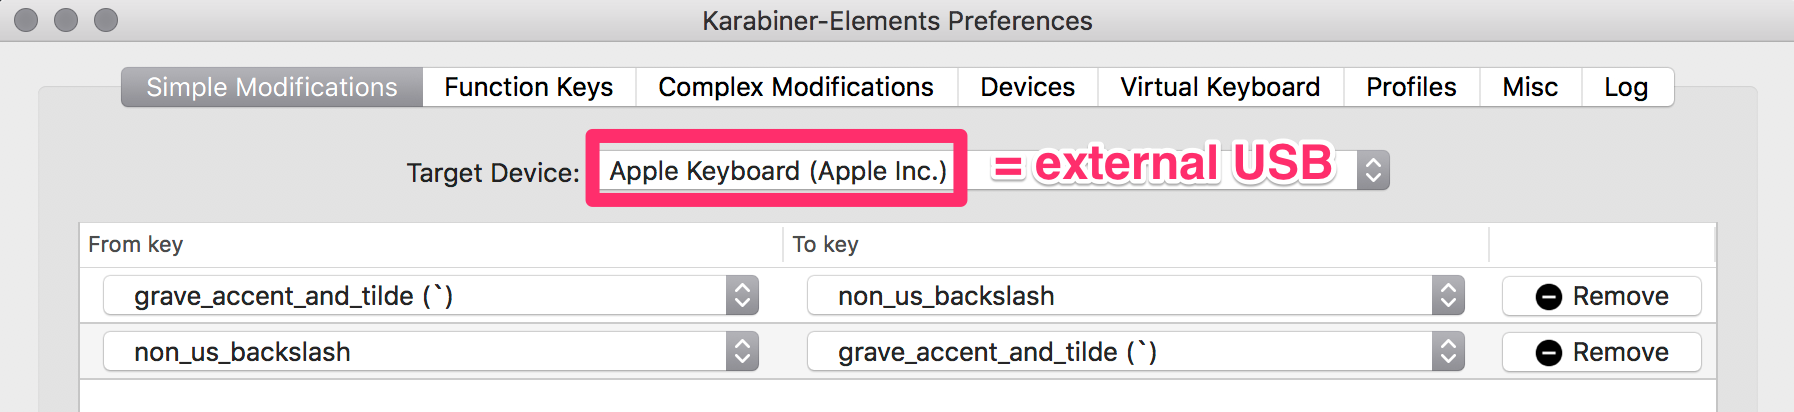 Karabiner-Elements Preferences
Simple Modifications Function Keys Complex Modifications Devices Virtual Keyboard Profiles Misc Log
Target Device: Apple Keyboard (Apple Inc.) = external USB
From key To key
grave_accent_and_tilde (`) non_us_backslash Remove
non_us_backslash grave_accent_and_tilde (`) Remove